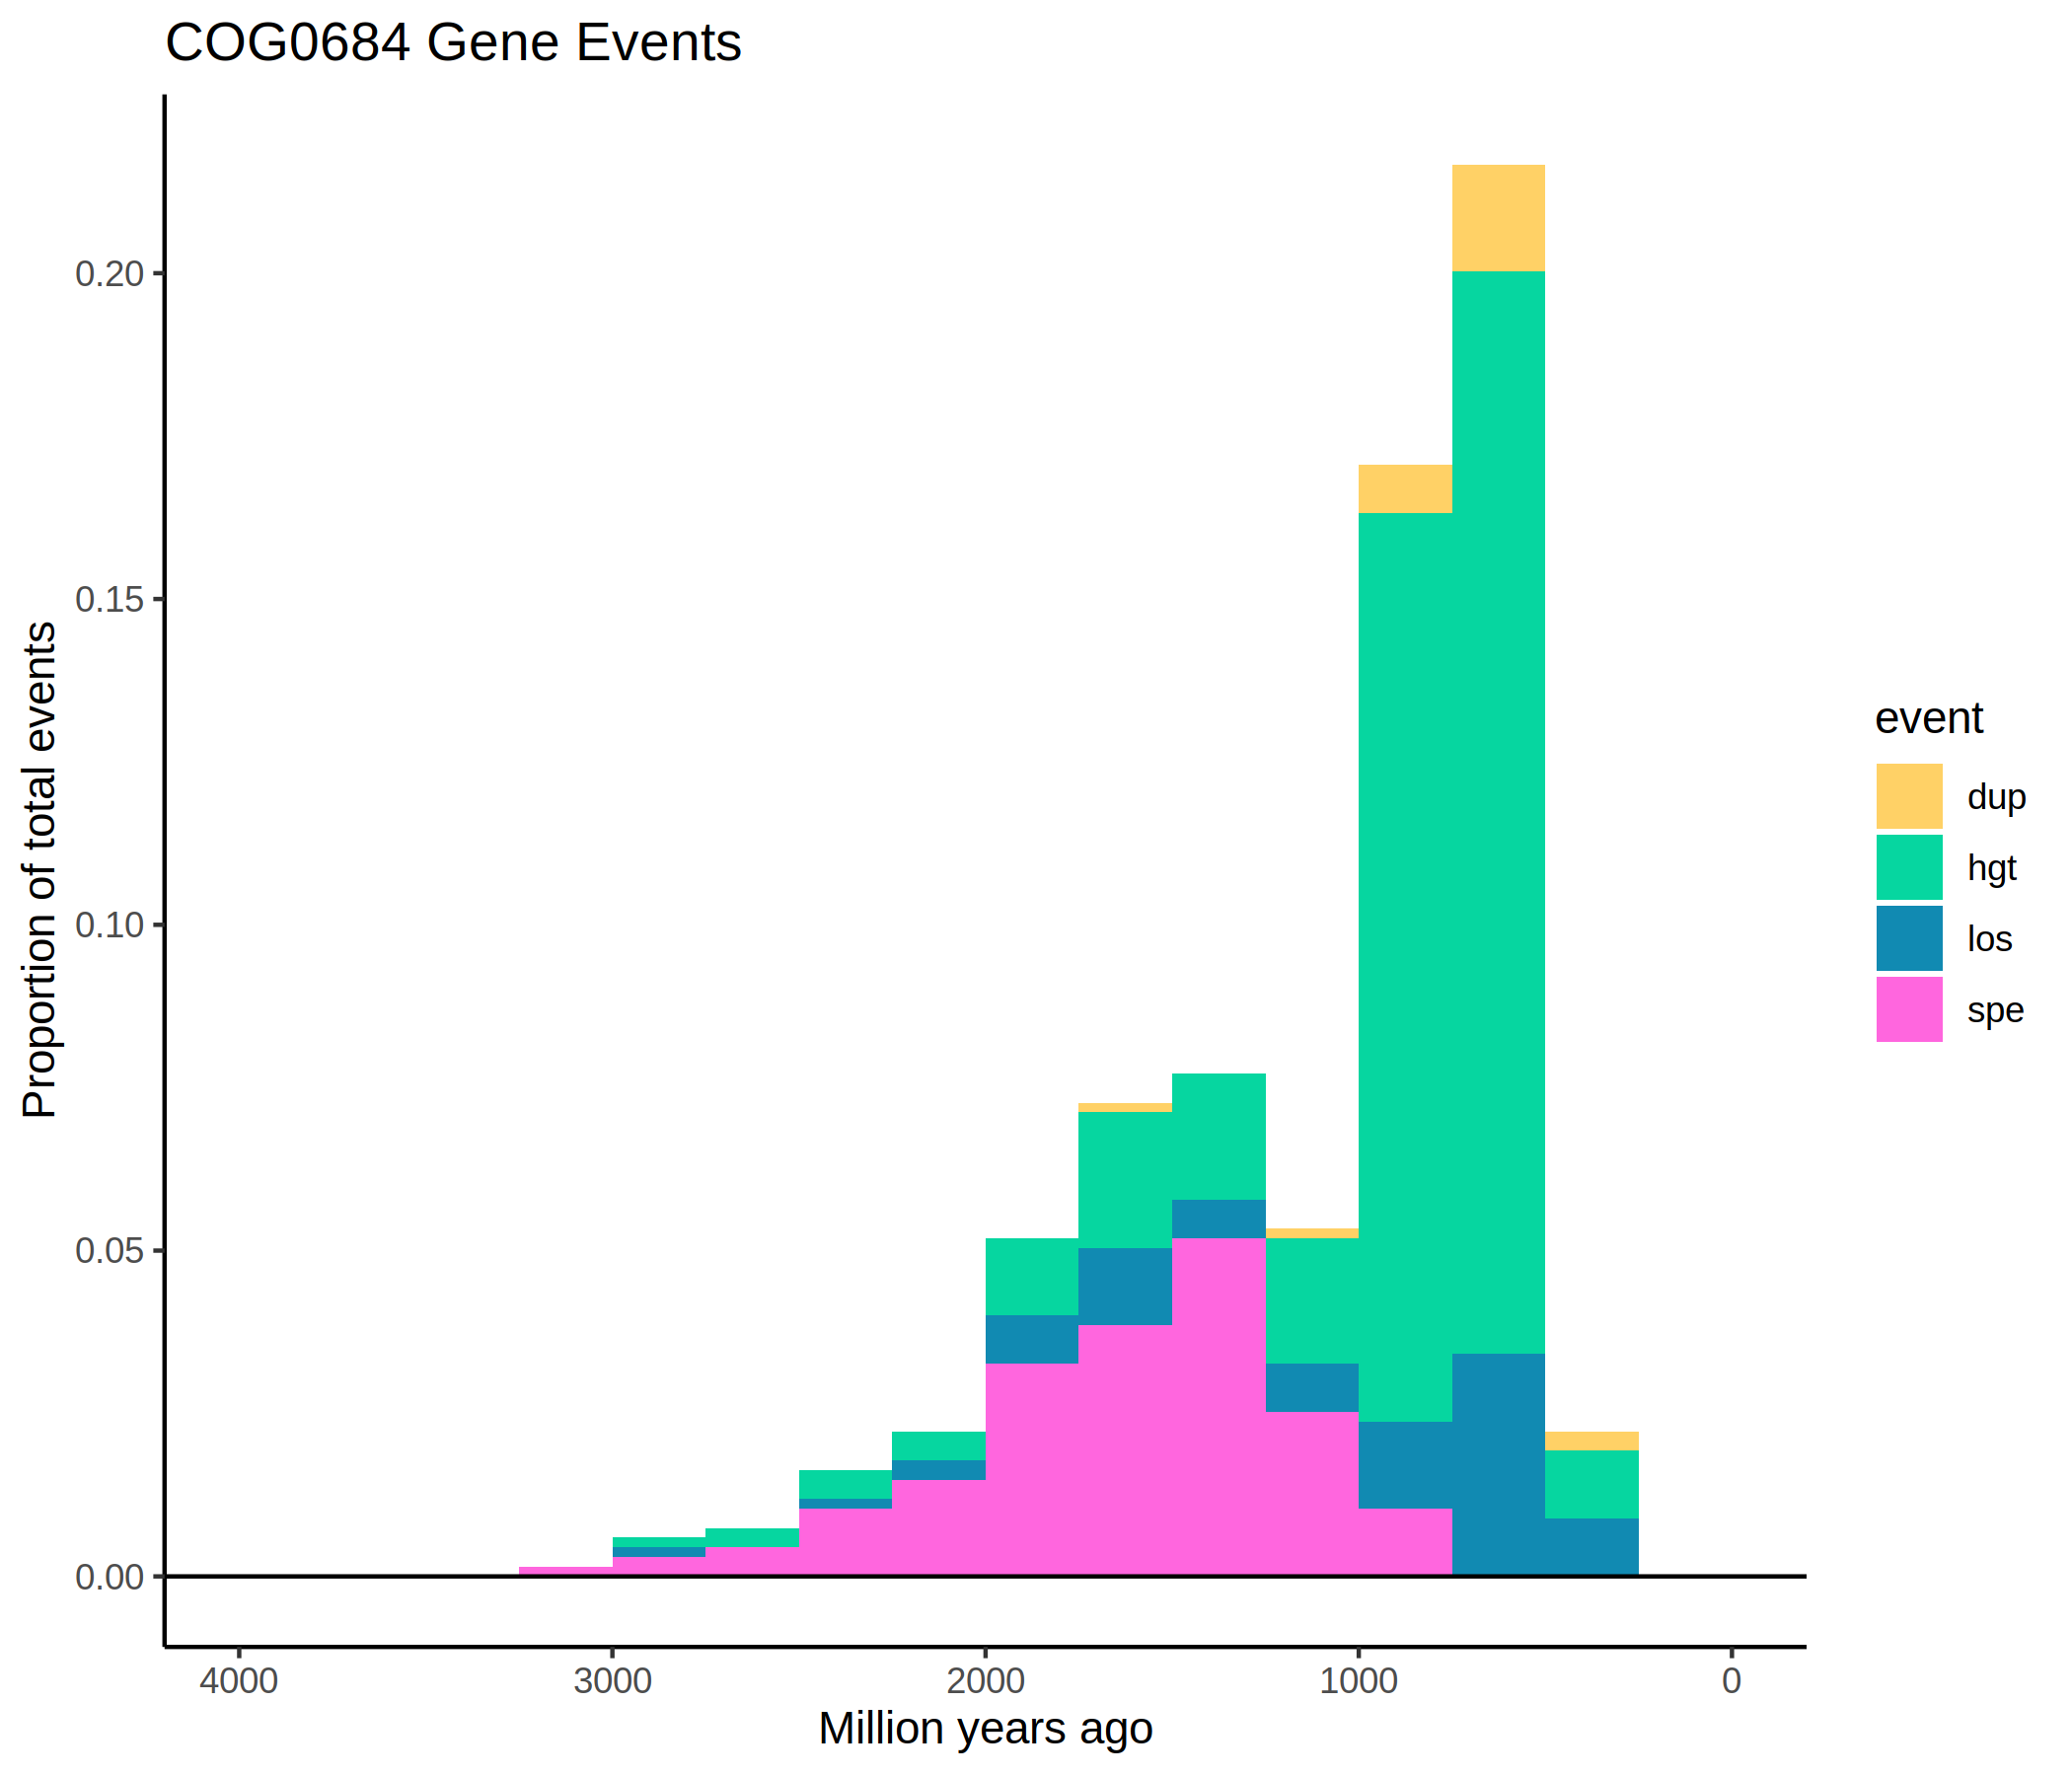 COG0684 Gene Events
Proportion of total events
0.20
0.15
0.10
0.05
0.00
4000 3000 2000 1000 0
Million years ago
event
dup
hgt
los
spe